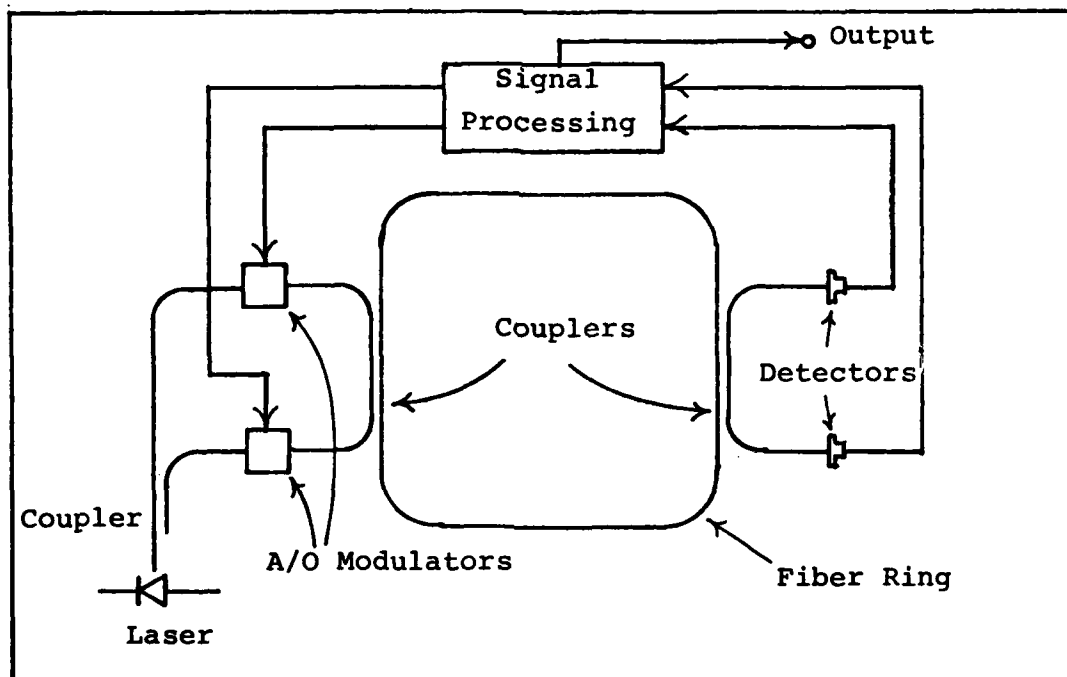 Output
Signal
Processing
Couplers
Detectors
Coupler
A/O Modulators
Fiber Ring
Laser